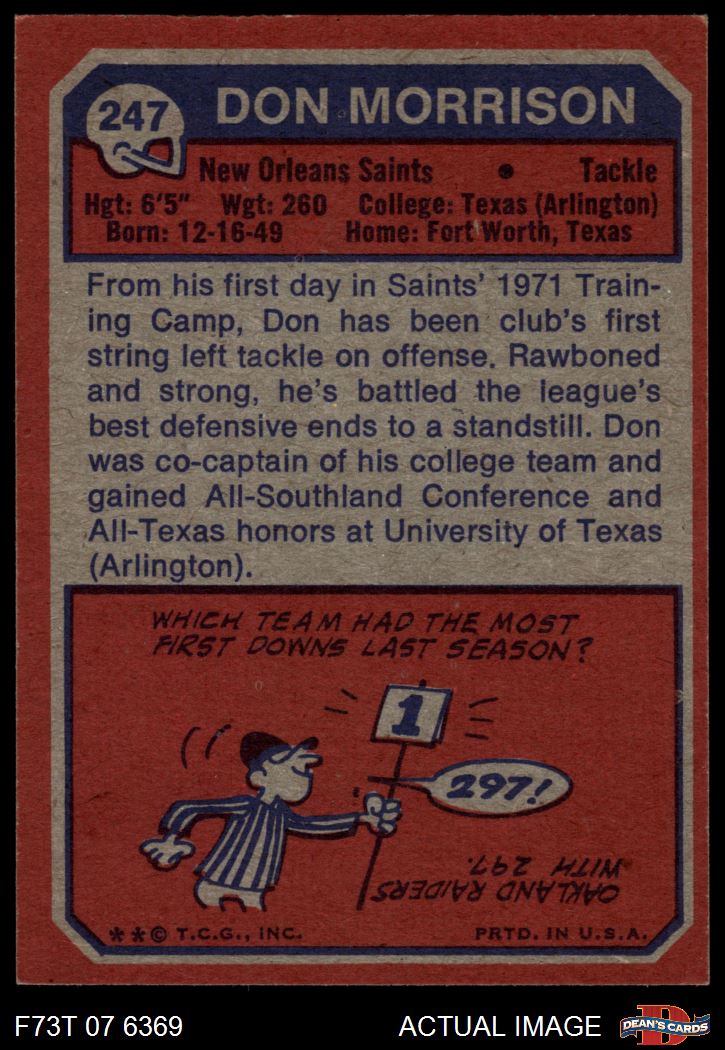 247
DON MORRISON
New Orleans Saints • Tackle
Hgt: 6'5" Wgt: 260 College: Texas (Arlington)
Born: 12-16-49 Home: Fort Worth, Texas
From his first day in Saints' 1971 Train-
ing Camp, Don has been club's first
string left tackle on offense. Rawboned
and strong, he's battled the league's
best defensive ends to a standstill. Don
was co-captain of his college team and
gained All-Southland Conference and
All-Texas honors at University of Texas
(Arlington).
WHICH TEAM HAD THE MOST
FIRST DOWNS LAST SEASON?
1
297!
OAKLAND RAIDERS
WITH 297.
**© T.C.G., INC. PRTD. IN U.S.A.
F73T 07 6369 ACTUAL IMAGE
D
DEAN'S CARDS